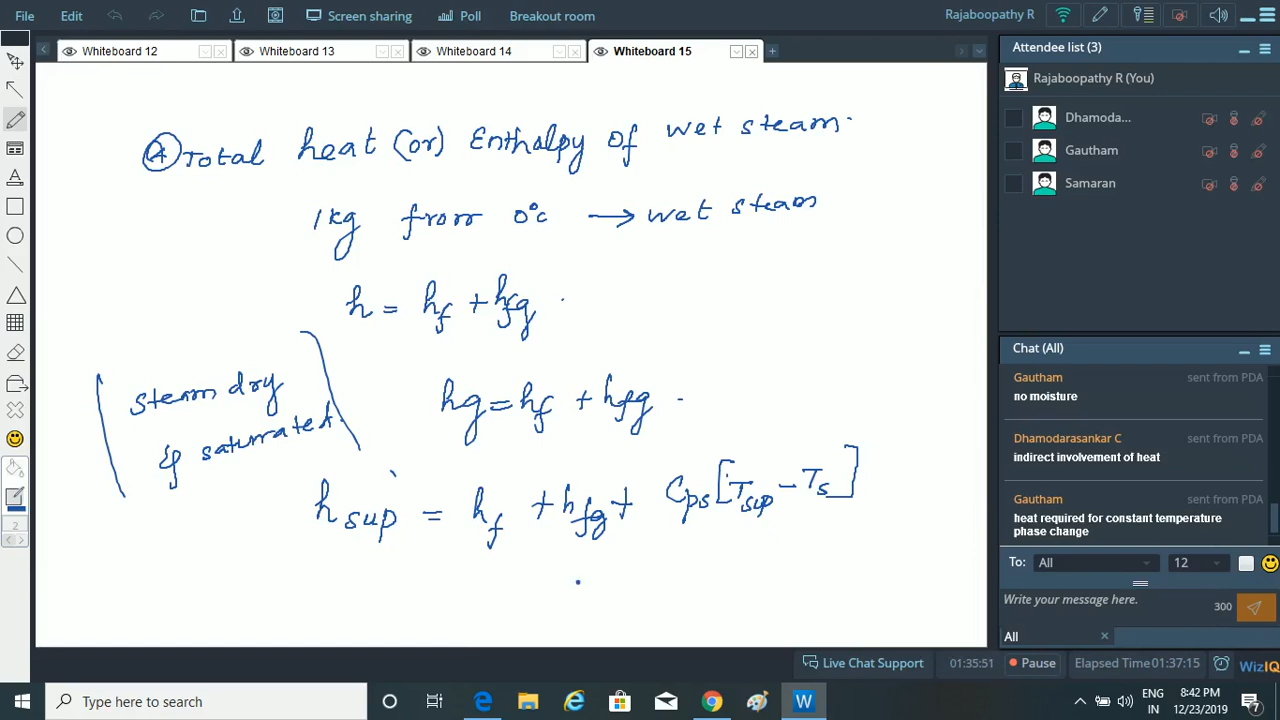 File
Edit
Screen sharing
Poll
Breakout room
Rajaboopathy R
Whiteboard 12
Whiteboard 13
Whiteboard 14
Whiteboard 15
A Total heat (or) Enthalpy of wet steam.
1kg from 0°c → wet steam
h = hf + hfg
steam dry
& saturated
hg = hf + hfg
h sup = hf + hfg + Cps [Tsup - Ts]
Attendee list (3)
Rajaboopathy R (You)
Dhamoda...
Gautham
Samaran
Chat (All)
Gautham sent from PDA
no moisture
Dhamodarasankar C sent from PDA
indirect involvement of heat
Gautham sent from PDA
heat required for constant temperature
phase change
To: All 12
Write your message here.
300
All
2
Live Chat Support 01:35:51 Pause Elapsed Time 01:37:15 WizIQ
Type here to search
ENG
IN
8:42 PM
12/23/2019
7